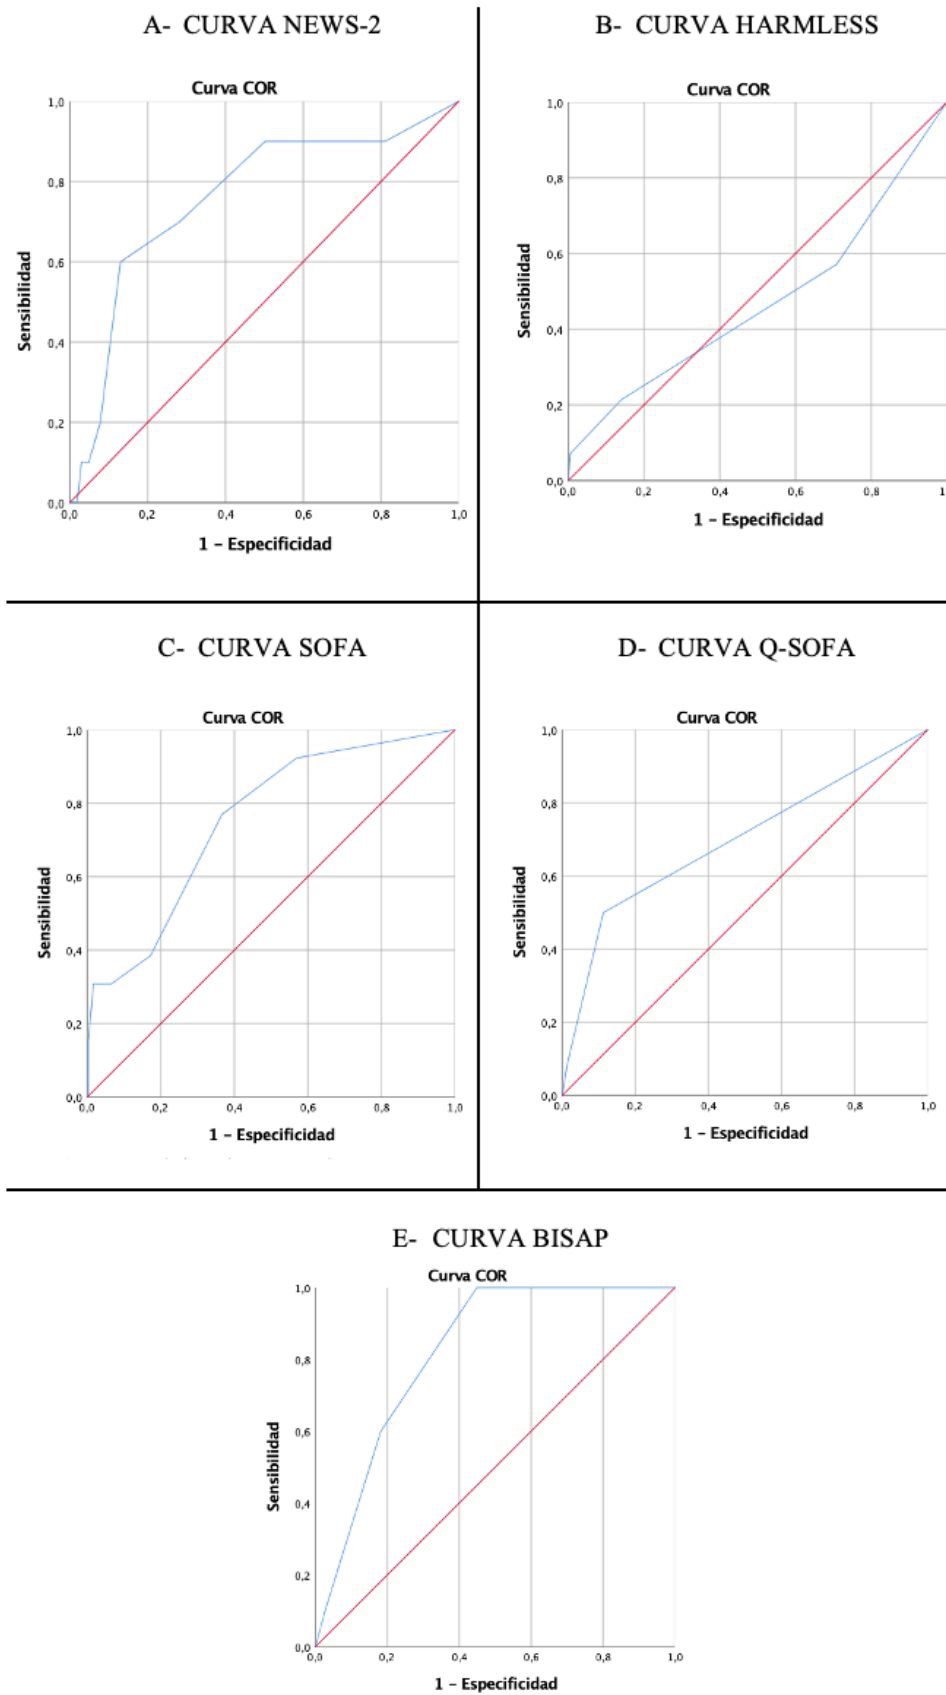 A- CURVA NEWS-2
Curva COR
1,0
0,8
0,6
0,4
0,2
0,0
0,0 0,2 0,4 0,6 0,8 1,0
Sensibilidad
1 – Especificidad
B- CURVA HARMLESS
Curva COR
1,0
0,8
0,6
0,4
0,2
0,0
0,0 0,2 0,4 0,6 0,8 1
Sensibilidad
1 – Especificidad
C- CURVA SOFA
Curva COR
1,0
0,8
0,6
0,4
0,2
0,0
0,0 0,2 0,4 0,6 0,8 1,0
Sensibilidad
1 – Especificidad
D- CURVA Q-SOFA
Curva COR
1,0
0,8
0,6
0,4
0,2
0,0
0,0 0,2 0,4 0,6 0,8 1,0
Sensibilidad
1 – Especificidad
E- CURVA BISAP
Curva COR
1,0
0,8
0,6
0,4
0,2
0,0
0,0 0,2 0,4 0,6 0,8 1,0
Sensibilidad
1 – Especificidad